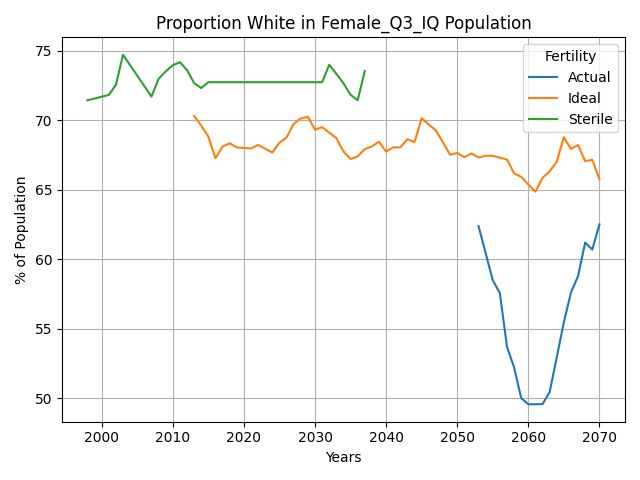 Proportion White in Female_Q3_IQ Population
75
70
65
60
55
50
% of Population
Fertility
Actual
Ideal
Sterile
2000 2010 2020 2030 2040 2050 2060 2070
Years